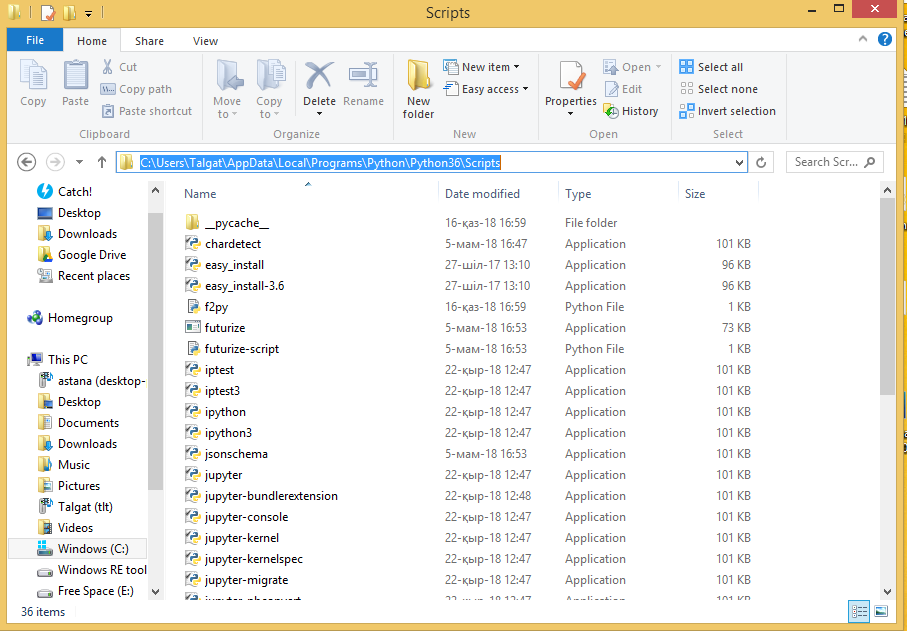 Scripts
File Home Share View
Copy Paste Cut Copy path Paste shortcut
Clipboard
Move to Copy to Delete Rename
Organize
New folder New item Easy access
New
Properties Open Edit History
Open
Select all Select none Invert selection
Select
C:\Users\Talgat\AppData\Local\Programs\Python\Python36\Scripts
Search Scr...
Catch!
Desktop
Downloads
Google Drive
Recent places
Homegroup
This PC
astana (desktop-
Desktop
Documents
Downloads
Music
Pictures
Talgat (tlt)
Videos
Windows (C:)
Windows RE tool
Free Space (E:)
Name Date modified Type Size
__pycache__ 16-қаз-18 16:59 File folder
chardetect 5-мам-18 16:47 Application 101 KB
easy_install 27-шіл-17 13:10 Application 96 KB
easy_install-3.6 27-шіл-17 13:10 Application 96 KB
f2py 16-қаз-18 16:59 Python File 1 KB
futurize 5-мам-18 16:53 Application 73 KB
futurize-script 5-мам-18 16:53 Python File 1 KB
iptest 22-қыр-18 12:47 Application 101 KB
iptest3 22-қыр-18 12:47 Application 101 KB
ipython 22-қыр-18 12:47 Application 101 KB
ipython3 22-қыр-18 12:47 Application 101 KB
jsonschema 5-мам-18 16:53 Application 101 KB
jupyter 22-қыр-18 12:47 Application 101 KB
jupyter-bundlerextension 22-қыр-18 12:48 Application 101 KB
jupyter-console 22-қыр-18 12:47 Application 101 KB
jupyter-kernel 22-қыр-18 12:47 Application 101 KB
jupyter-kernelspec 22-қыр-18 12:47 Application 101 KB
jupyter-migrate 22-қыр-18 12:47 Application 101 KB
36 items